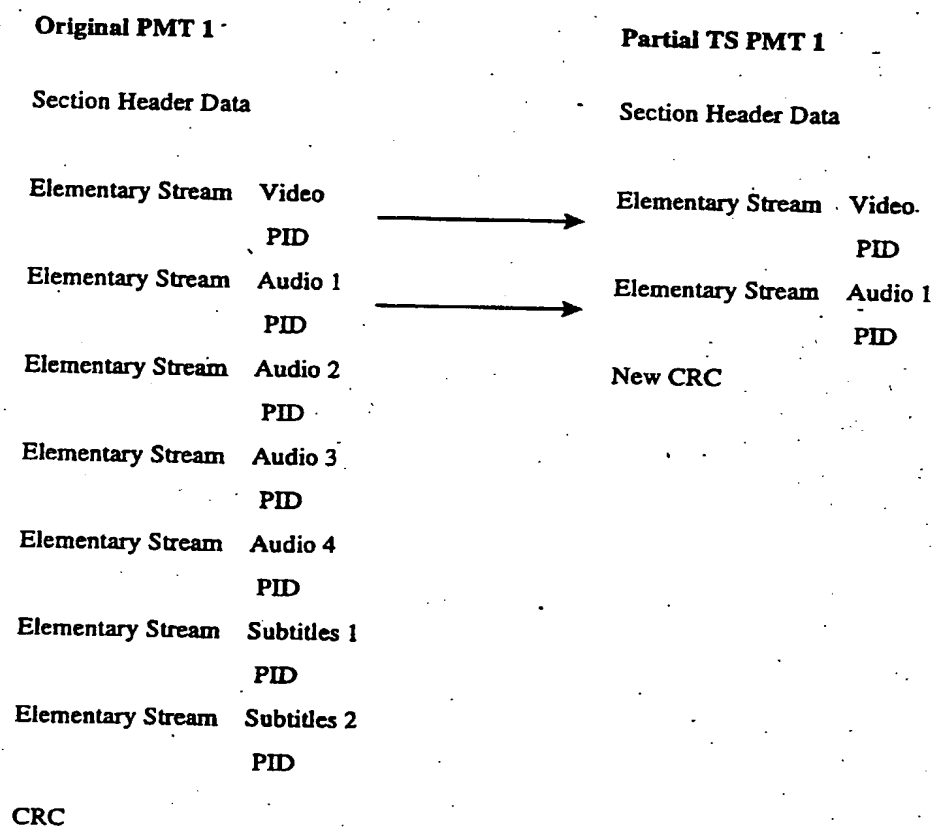 Original PMT 1
Section Header Data
Elementary Stream Video
PID
Elementary Stream Audio 1
PID
Elementary Stream Audio 2
PID
Elementary Stream Audio 3
PID
Elementary Stream Audio 4
PID
Elementary Stream Subtitles 1
PID
Elementary Stream Subtitles 2
PID
CRC
Partial TS PMT 1
Section Header Data
Elementary Stream Video
PID
Elementary Stream Audio 1
PID
New CRC